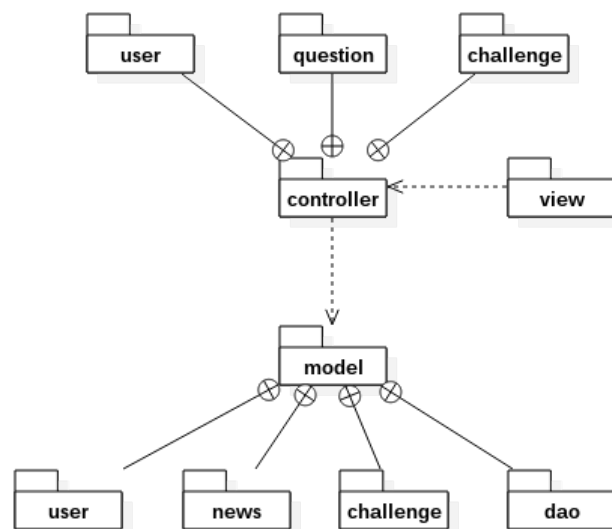 user
question
challenge
controller
view
model
user
news
challenge
dao